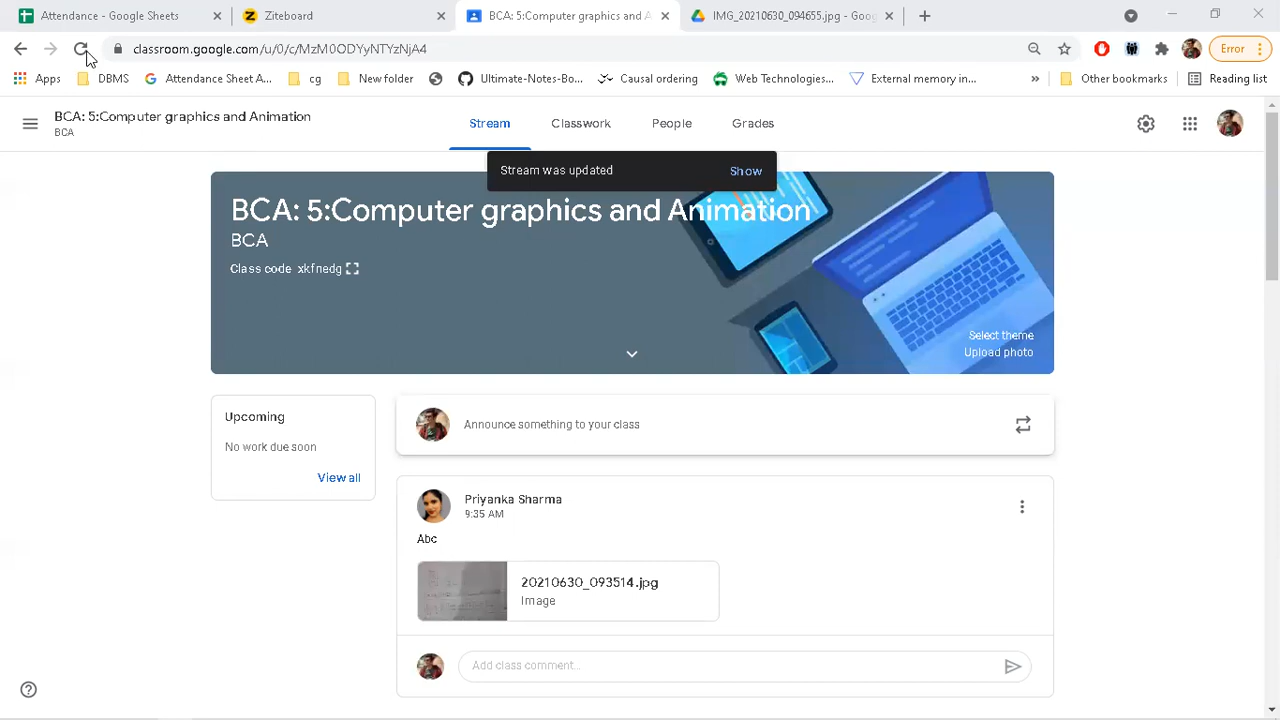 Attendance - Google Sheets
Ziteboard
BCA: 5:Computer graphics and A
IMG_20210630_094655.jpg - Goog
classroom.google.com/u/0/c/MzM0ODYyNTYzNjA4
Error
Apps
DBMS
Attendance Sheet A...
cg
New folder
Ultimate-Notes-Bo...
Causal ordering
Web Technologies...
External memory in...
»
Other bookmarks
Reading list
BCA: 5:Computer graphics and Animation
BCA
Stream
Classwork
People
Grades
Stream was updated
Show
BCA: 5:Computer graphics and Animation
BCA
Class code xkfnedg
Select theme
Upload photo
Upcoming
No work due soon
View all
Announce something to your class
Priyanka Sharma
9:35 AM
Abc
20210630_093514.jpg
Image
Add class comment...